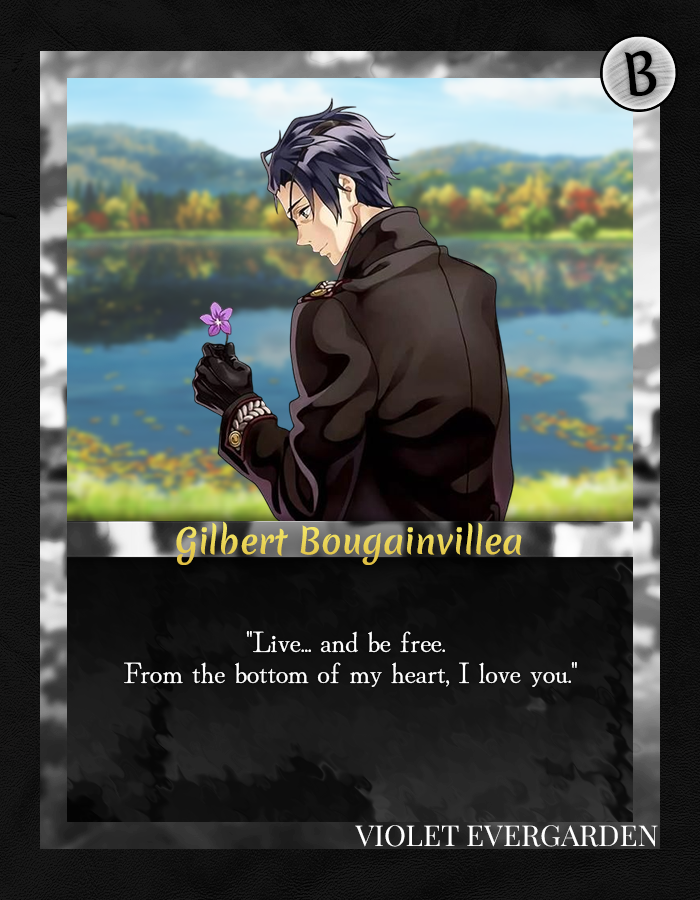 B
Gilbert Bougainvillea
"Live... and be free.
From the bottom of my heart, I love you."
VIOLET EVERGARDEN